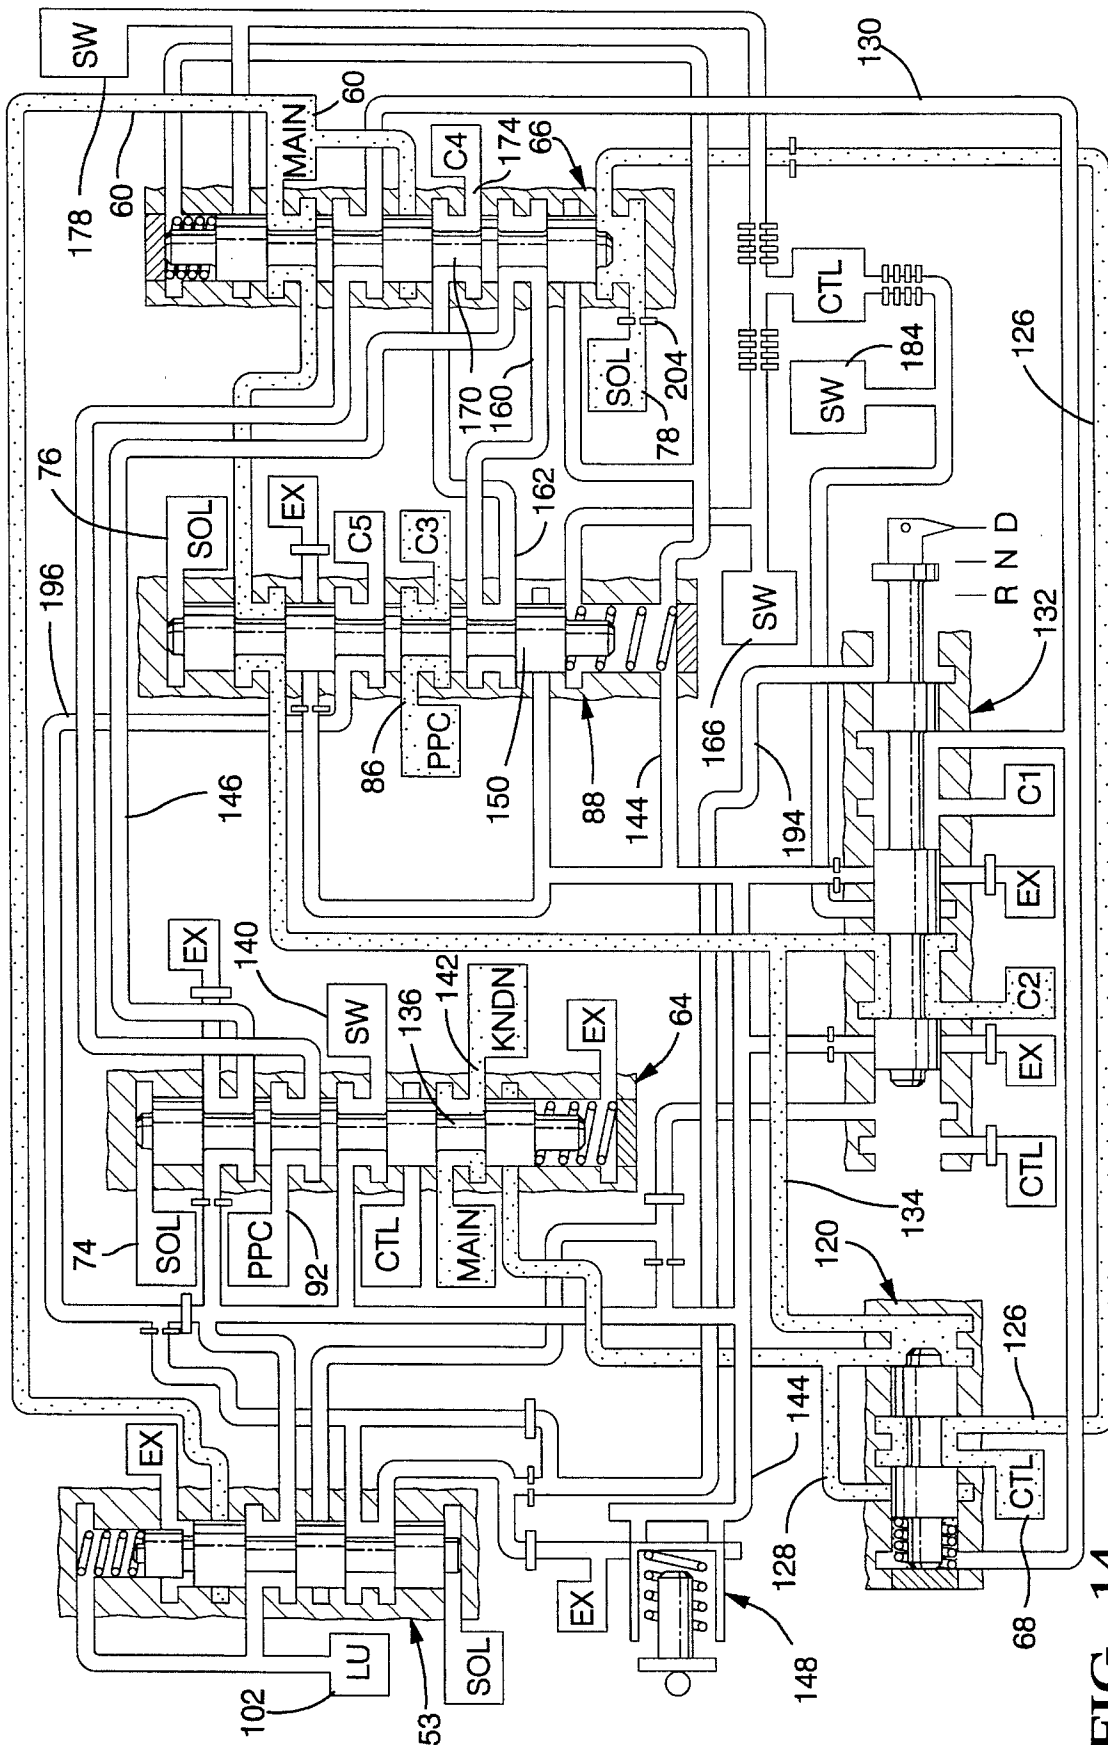 SW
178
60
MAIN
60
C4
174
66
130
76
SOL
EX
C5
C3
162
170
160
SOL
78
204
CTL
SW
184
126
196
146
86
PPC
150
88
144
SW
166
194
R N D
132
C1
EX
C2
EX
CTL
EX
140
SW
142
136
KNDN
EX
64
74
SOL
PPC
92
CTL
MAIN
134
120
126
EX
144
128
CTL
68
102
LU
53
SOL
EX
148
FIG. 14